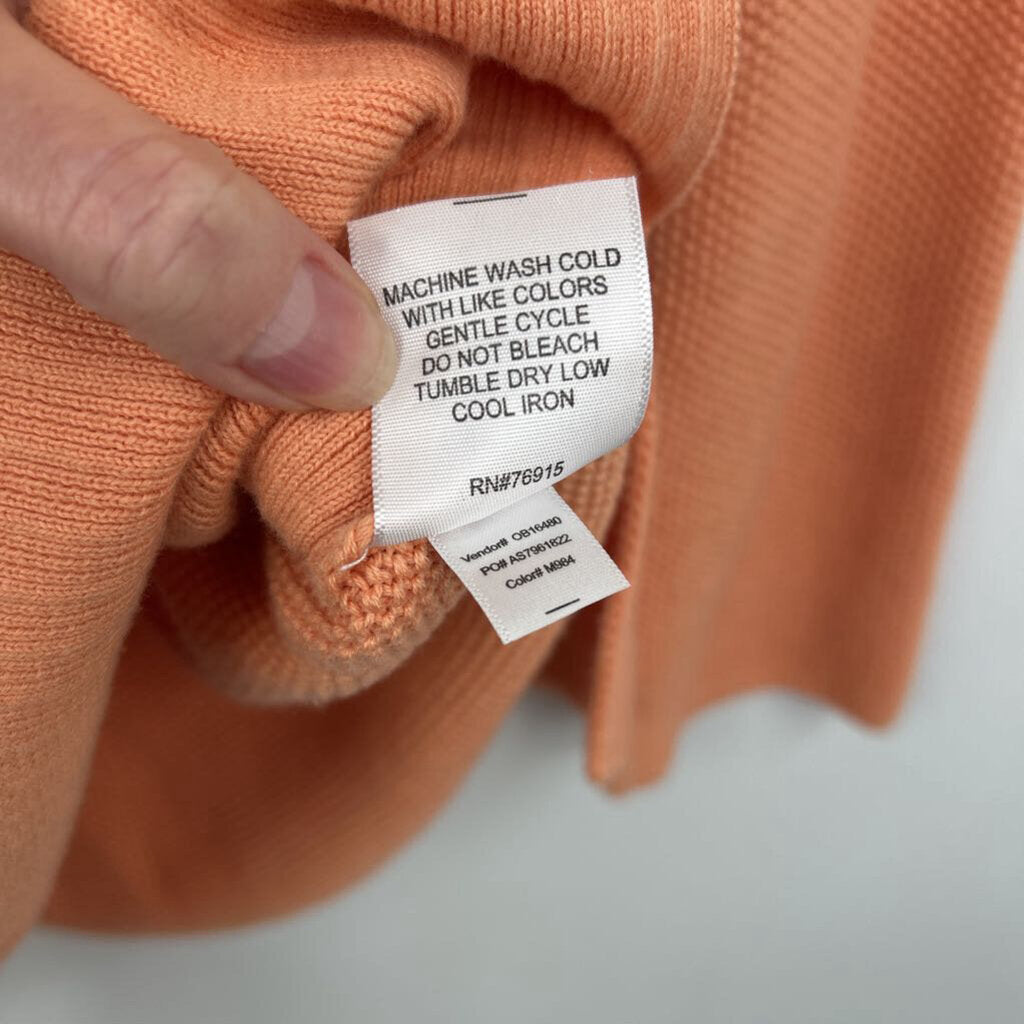 MACHINE WASH COLD
WITH LIKE COLORS
GENTLE CYCLE
DO NOT BLEACH
TUMBLE DRY LOW
COOL IRON
RN#76915
Vendor# OB16480
PO# AS7961822
Color# M984